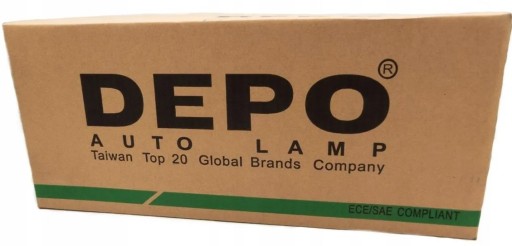 DEPO®
AUTO LAMP
Taiwan Top 20 Global Brands Company
ECE/SAE COMPLIANT